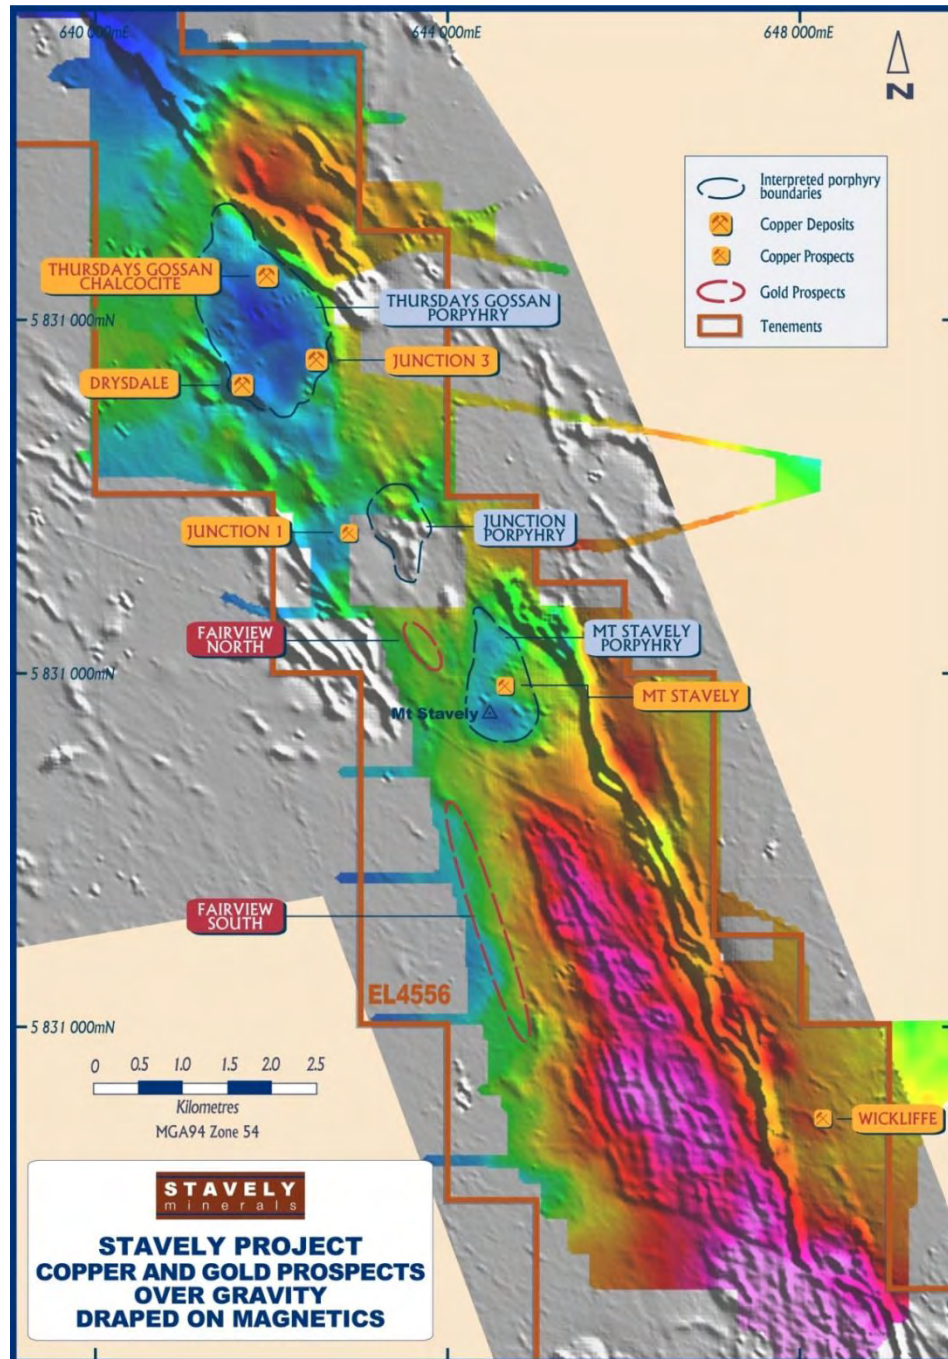 640 000mE
644 000mE
648 000mE
N
Interpreted porphyry
boundaries
Copper Deposits
Copper Prospects
Gold Prospects
Tenements
THURSDAYS GOSSAN
CHALCOCITE
THURSDAYS GOSSAN
PORPYHRY
5 831 000mN
JUNCTION 3
DRYSDALE
JUNCTION 1
JUNCTION
PORPYHRY
FAIRVIEW
NORTH
MT STAVELY
PORPYHRY
5 831 000mN
MT STAVELY
Mt Stavely
FAIRVIEW
SOUTH
EL4556
5 831 000mN
0 0.5 1.0 1.5 2.0 2.5
Kilometres
MGA94 Zone 54
WICKLIFFE
STAVELY
minerals
STAVELY PROJECT
COPPER AND GOLD PROSPECTS
OVER GRAVITY
DRAPED ON MAGNETICS